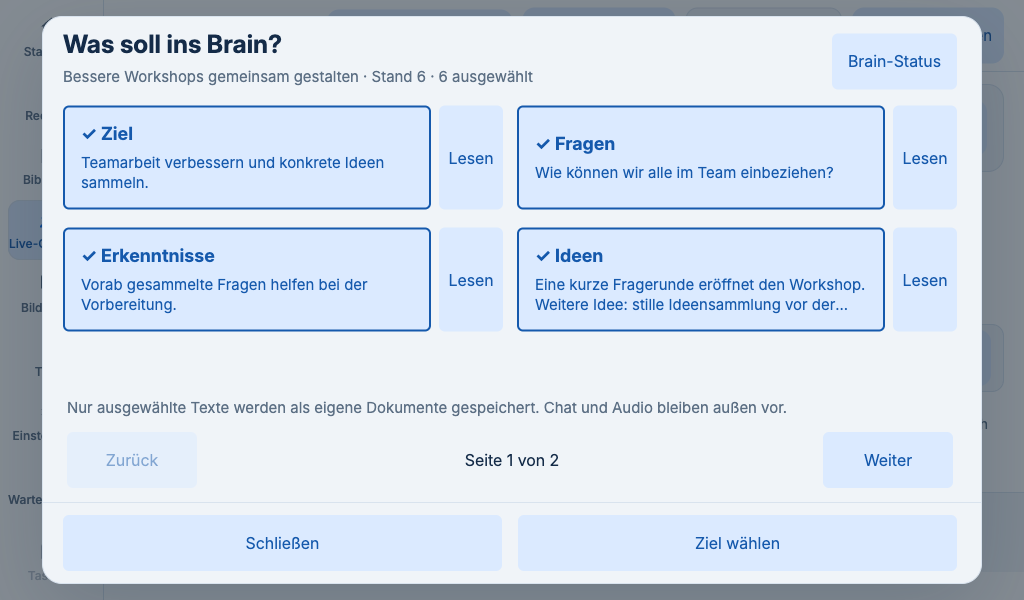 Was soll ins Brain?
Bessere Workshops gemeinsam gestalten · Stand 6 · 6 ausgewählt
Brain-Status
✓ Ziel
Teamarbeit verbessern und konkrete Ideen
sammeln.
Lesen
✓ Fragen
Wie können wir alle im Team einbeziehen?
Lesen
✓ Erkenntnisse
Vorab gesammelte Fragen helfen bei der
Vorbereitung.
Lesen
✓ Ideen
Eine kurze Fragerunde eröffnet den Workshop.
Weitere Idee: stille Ideensammlung vor der...
Lesen
Nur ausgewählte Texte werden als eigene Dokumente gespeichert. Chat und Audio bleiben außen vor.
Zurück
Seite 1 von 2
Weiter
Schließen
Ziel wählen